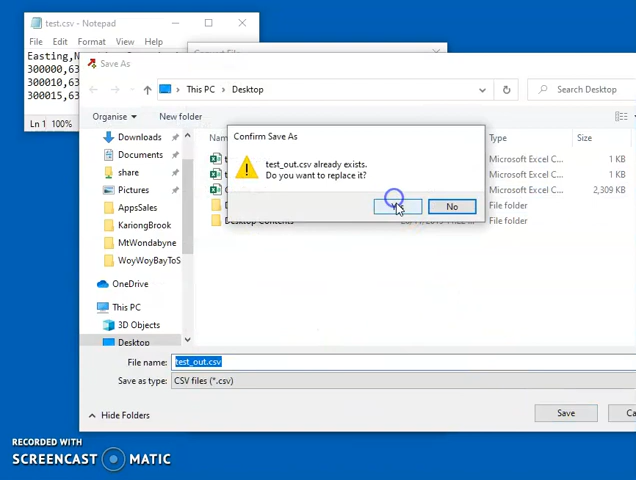 test.csv - Notepad
File Edit Format View Help
300000,63
300010,63
300015,63
Ln 1 100%
Save As
This PC > Desktop
Search Desktop
Organise New folder
Type Size
Downloads
Documents
share
Pictures
AppsSales
KariongBrook
MtWondabyne
WoyWoyBayToS
OneDrive
This PC
3D Objects
Desktop
Microsoft Excel C... 1 KB
Microsoft Excel C... 1 KB
Microsoft Excel C... 2,309 KB
File folder
File folder
Confirm Save As
test_out.csv already exists.
Do you want to replace it?
No
Desktop Contents
File name: test_out.csv
Save as type: CSV files (*.csv)
Hide Folders
Save
Ca
RECORDED WITH
SCREENCAST MATIC